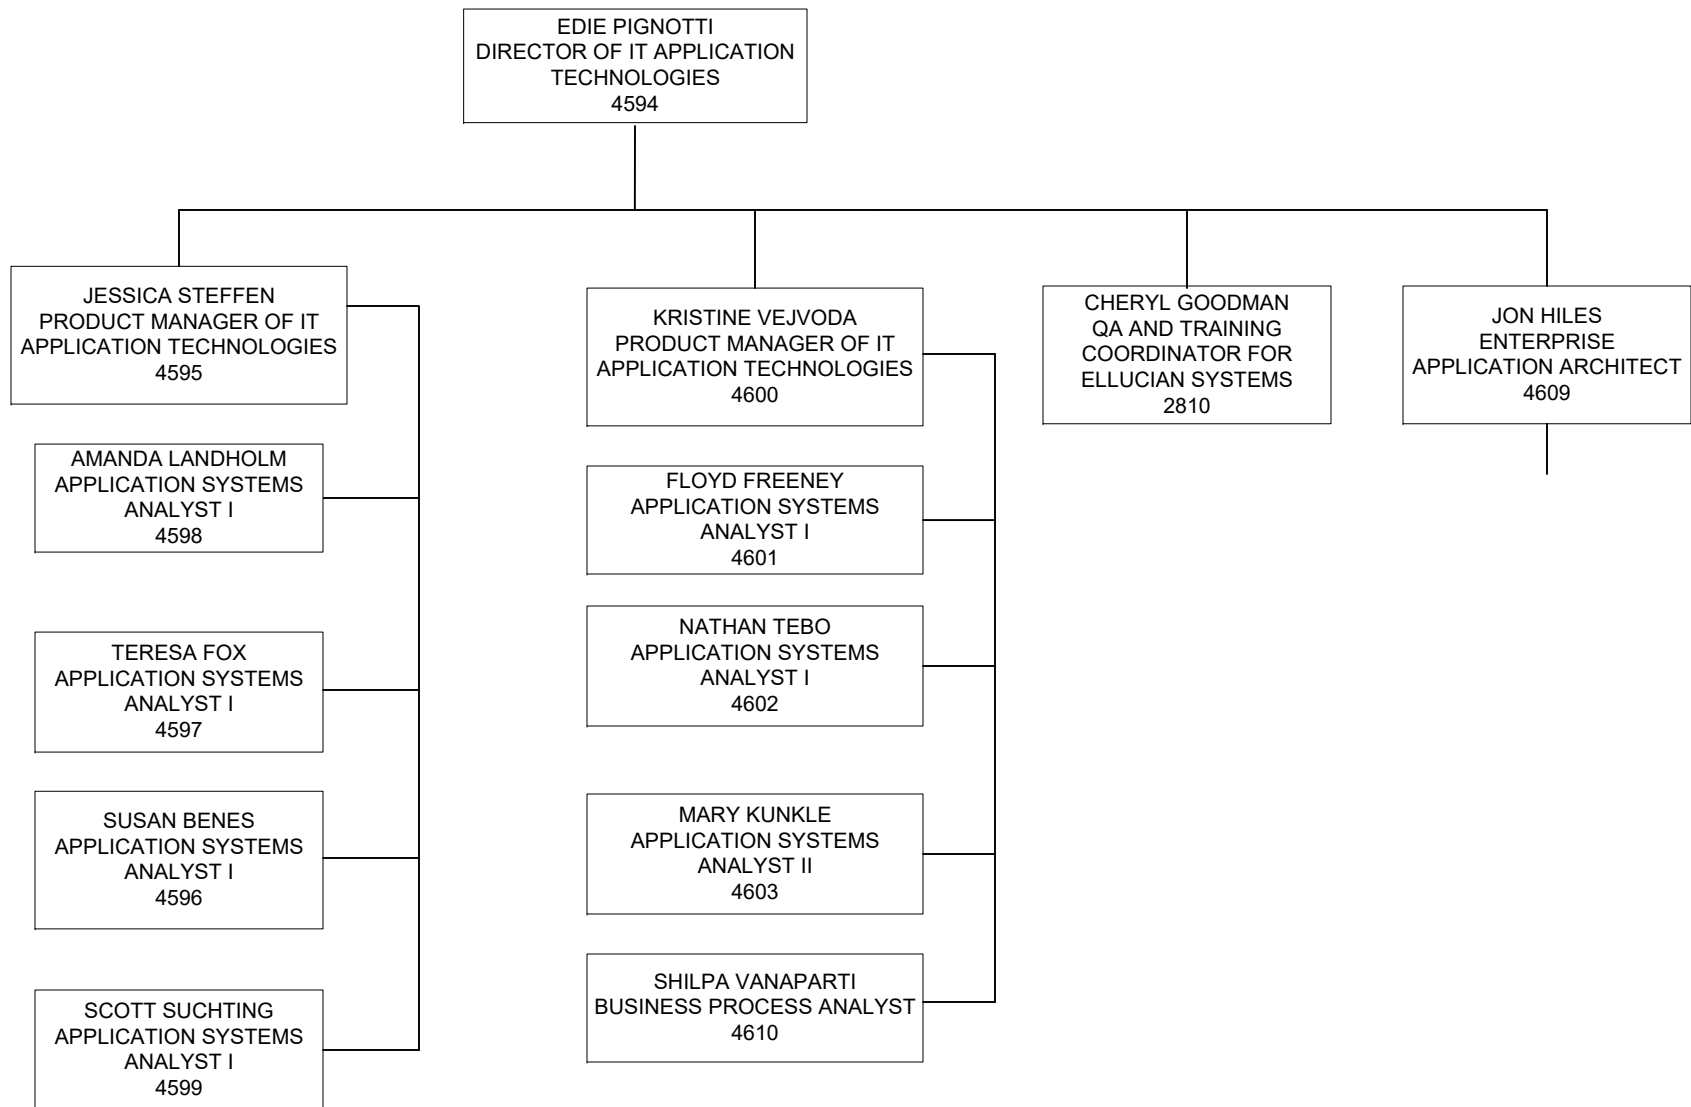 EDIE PIGNOTTI
DIRECTOR OF IT APPLICATION
TECHNOLOGIES
4594
JESSICA STEFFEN
PRODUCT MANAGER OF IT
APPLICATION TECHNOLOGIES
4595
AMANDA LANDHOLM
APPLICATION SYSTEMS
ANALYST I
4598
TERESA FOX
APPLICATION SYSTEMS
ANALYST I
4597
SUSAN BENES
APPLICATION SYSTEMS
ANALYST I
4596
SCOTT SUCHTING
APPLICATION SYSTEMS
ANALYST I
4599
KRISTINE VEJVODA
PRODUCT MANAGER OF IT
APPLICATION TECHNOLOGIES
4600
FLOYD FREENEY
APPLICATION SYSTEMS
ANALYST I
4601
NATHAN TEBO
APPLICATION SYSTEMS
ANALYST I
4602
MARY KUNKLE
APPLICATION SYSTEMS
ANALYST II
4603
SHILPA VANAPARTI
BUSINESS PROCESS ANALYST
4610
CHERYL GOODMAN
QA AND TRAINING
COORDINATOR FOR
ELLUCIAN SYSTEMS
2810
JON HILES
ENTERPRISE
APPLICATION ARCHITECT
4609